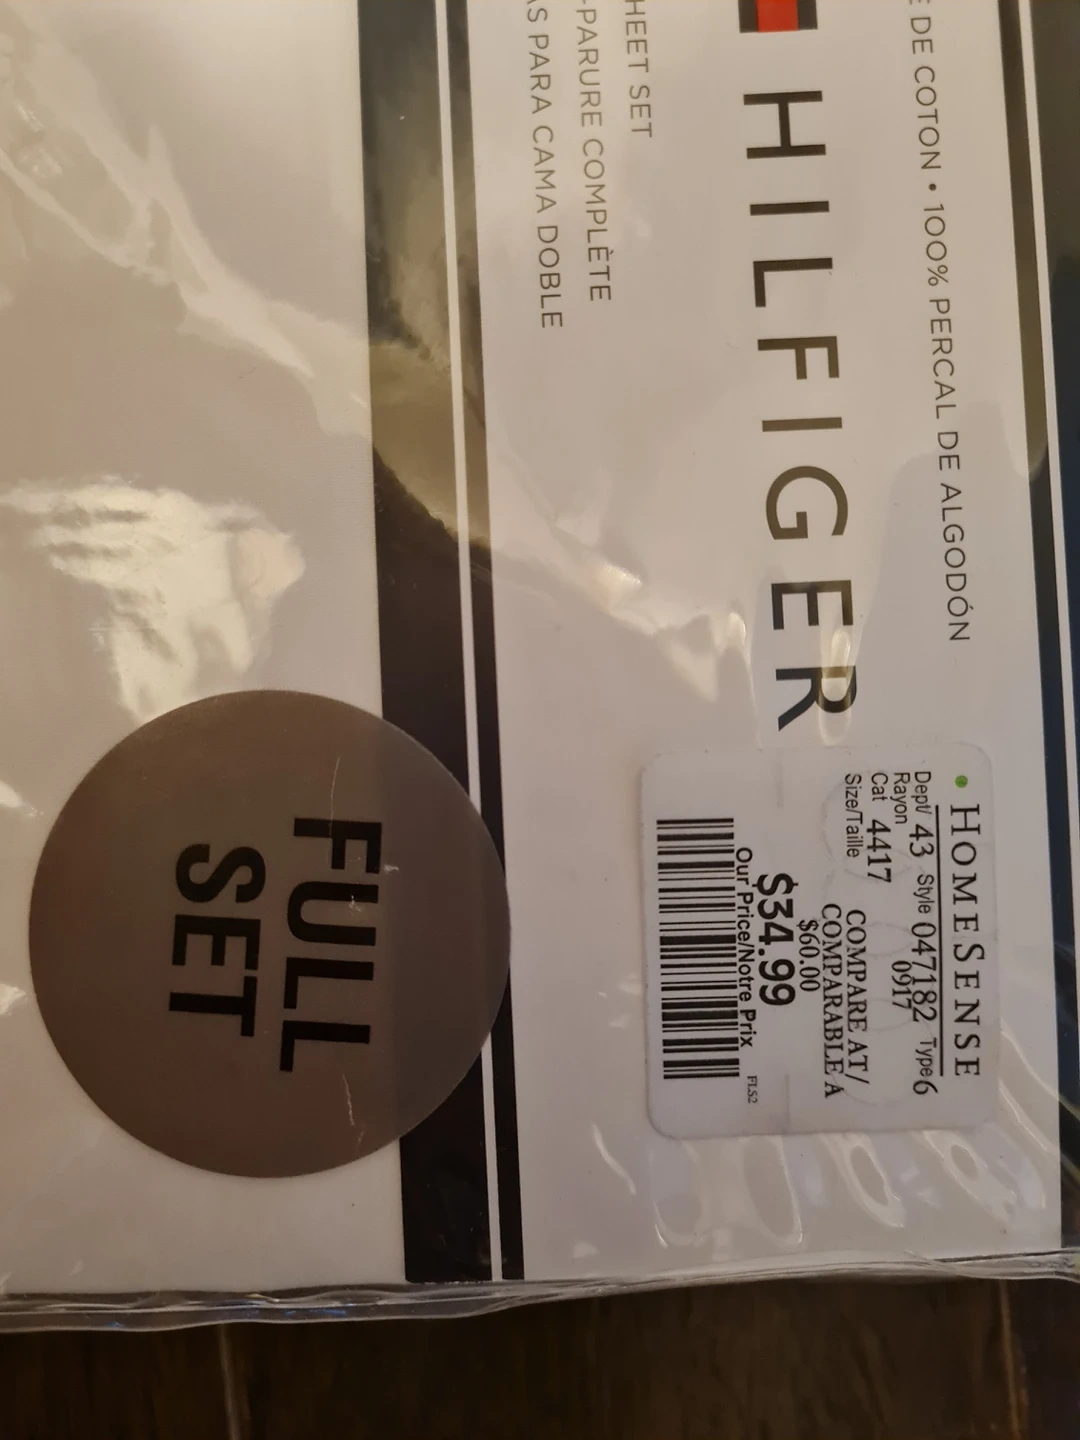 E DE COTON • 100% PERCAL DE ALGODÓN
HILFIGER
HEET SET
-PARURE COMPLÈTE
AS PARA CAMA DOBLE
HOMESENSE
Dept/ 43 Style 047182 Type 6
Rayon 0917
Cat 4417
Size/Taille
COMPARE AT/
COMPARABLE A
$60.00
$34.99
Our Price/Notre Prix
FLS2
FULL
SET